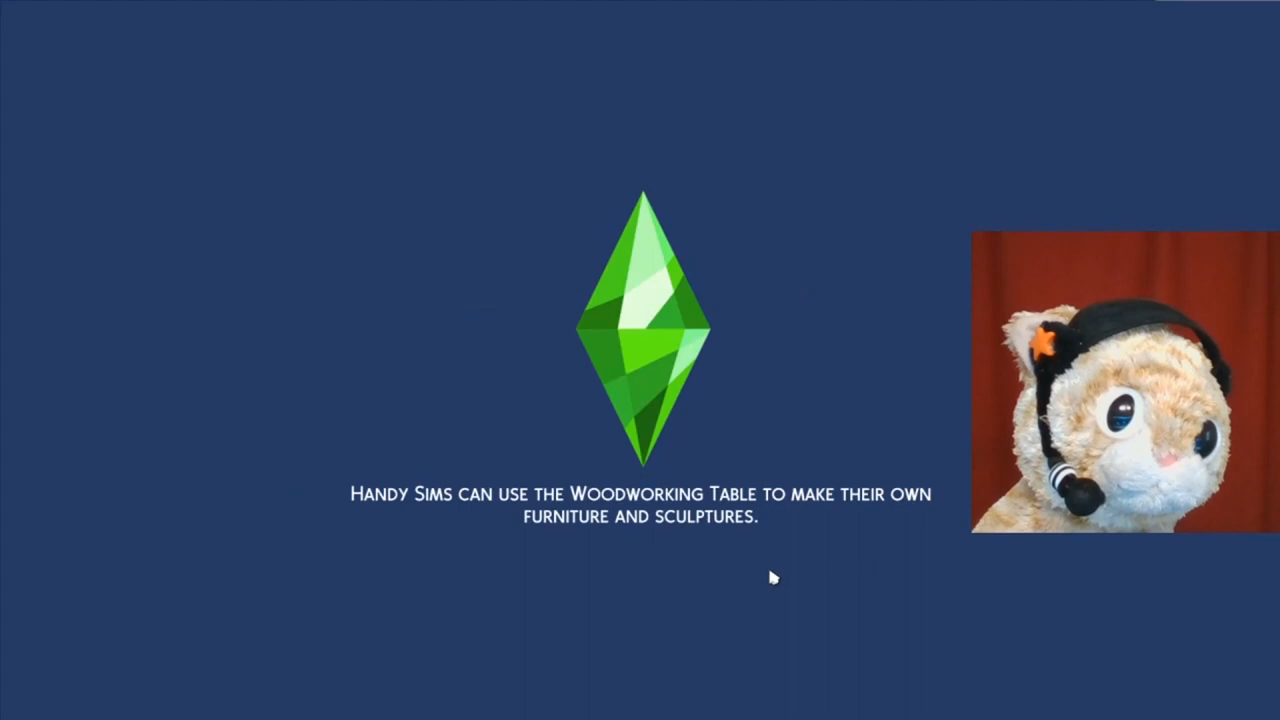 Handy Sims can use the Woodworking Table to make their own
furniture and sculptures.